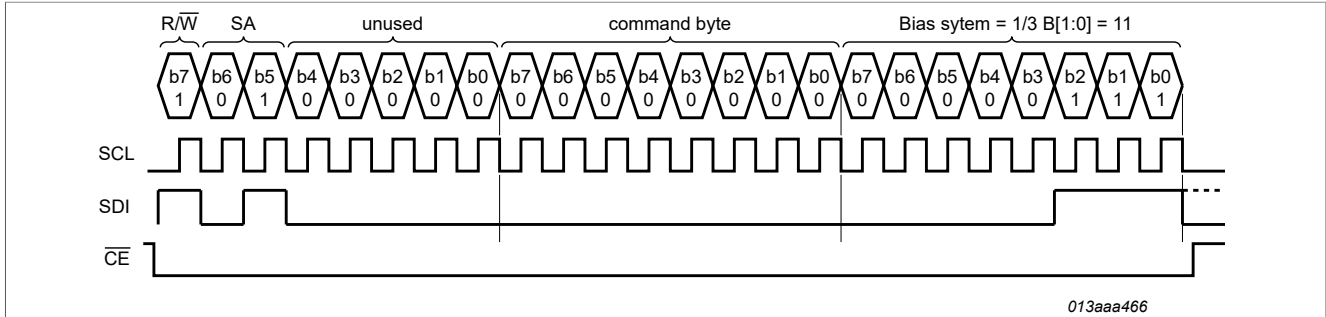 R/W SA unused command byte Bias sytem = 1/3 B[1:0] = 11
b7 b6 b5 b4 b3 b2 b1 b0 b7 b6 b5 b4 b3 b2 b1 b0 b7 b6 b5 b4 b3 b2 b1 b0
1 0 1 0 0 0 0 0 0 0 0 0 0 0 0 0 0 0 0 0 0 1 1 1
SCL
SDI
CE
013aaa466